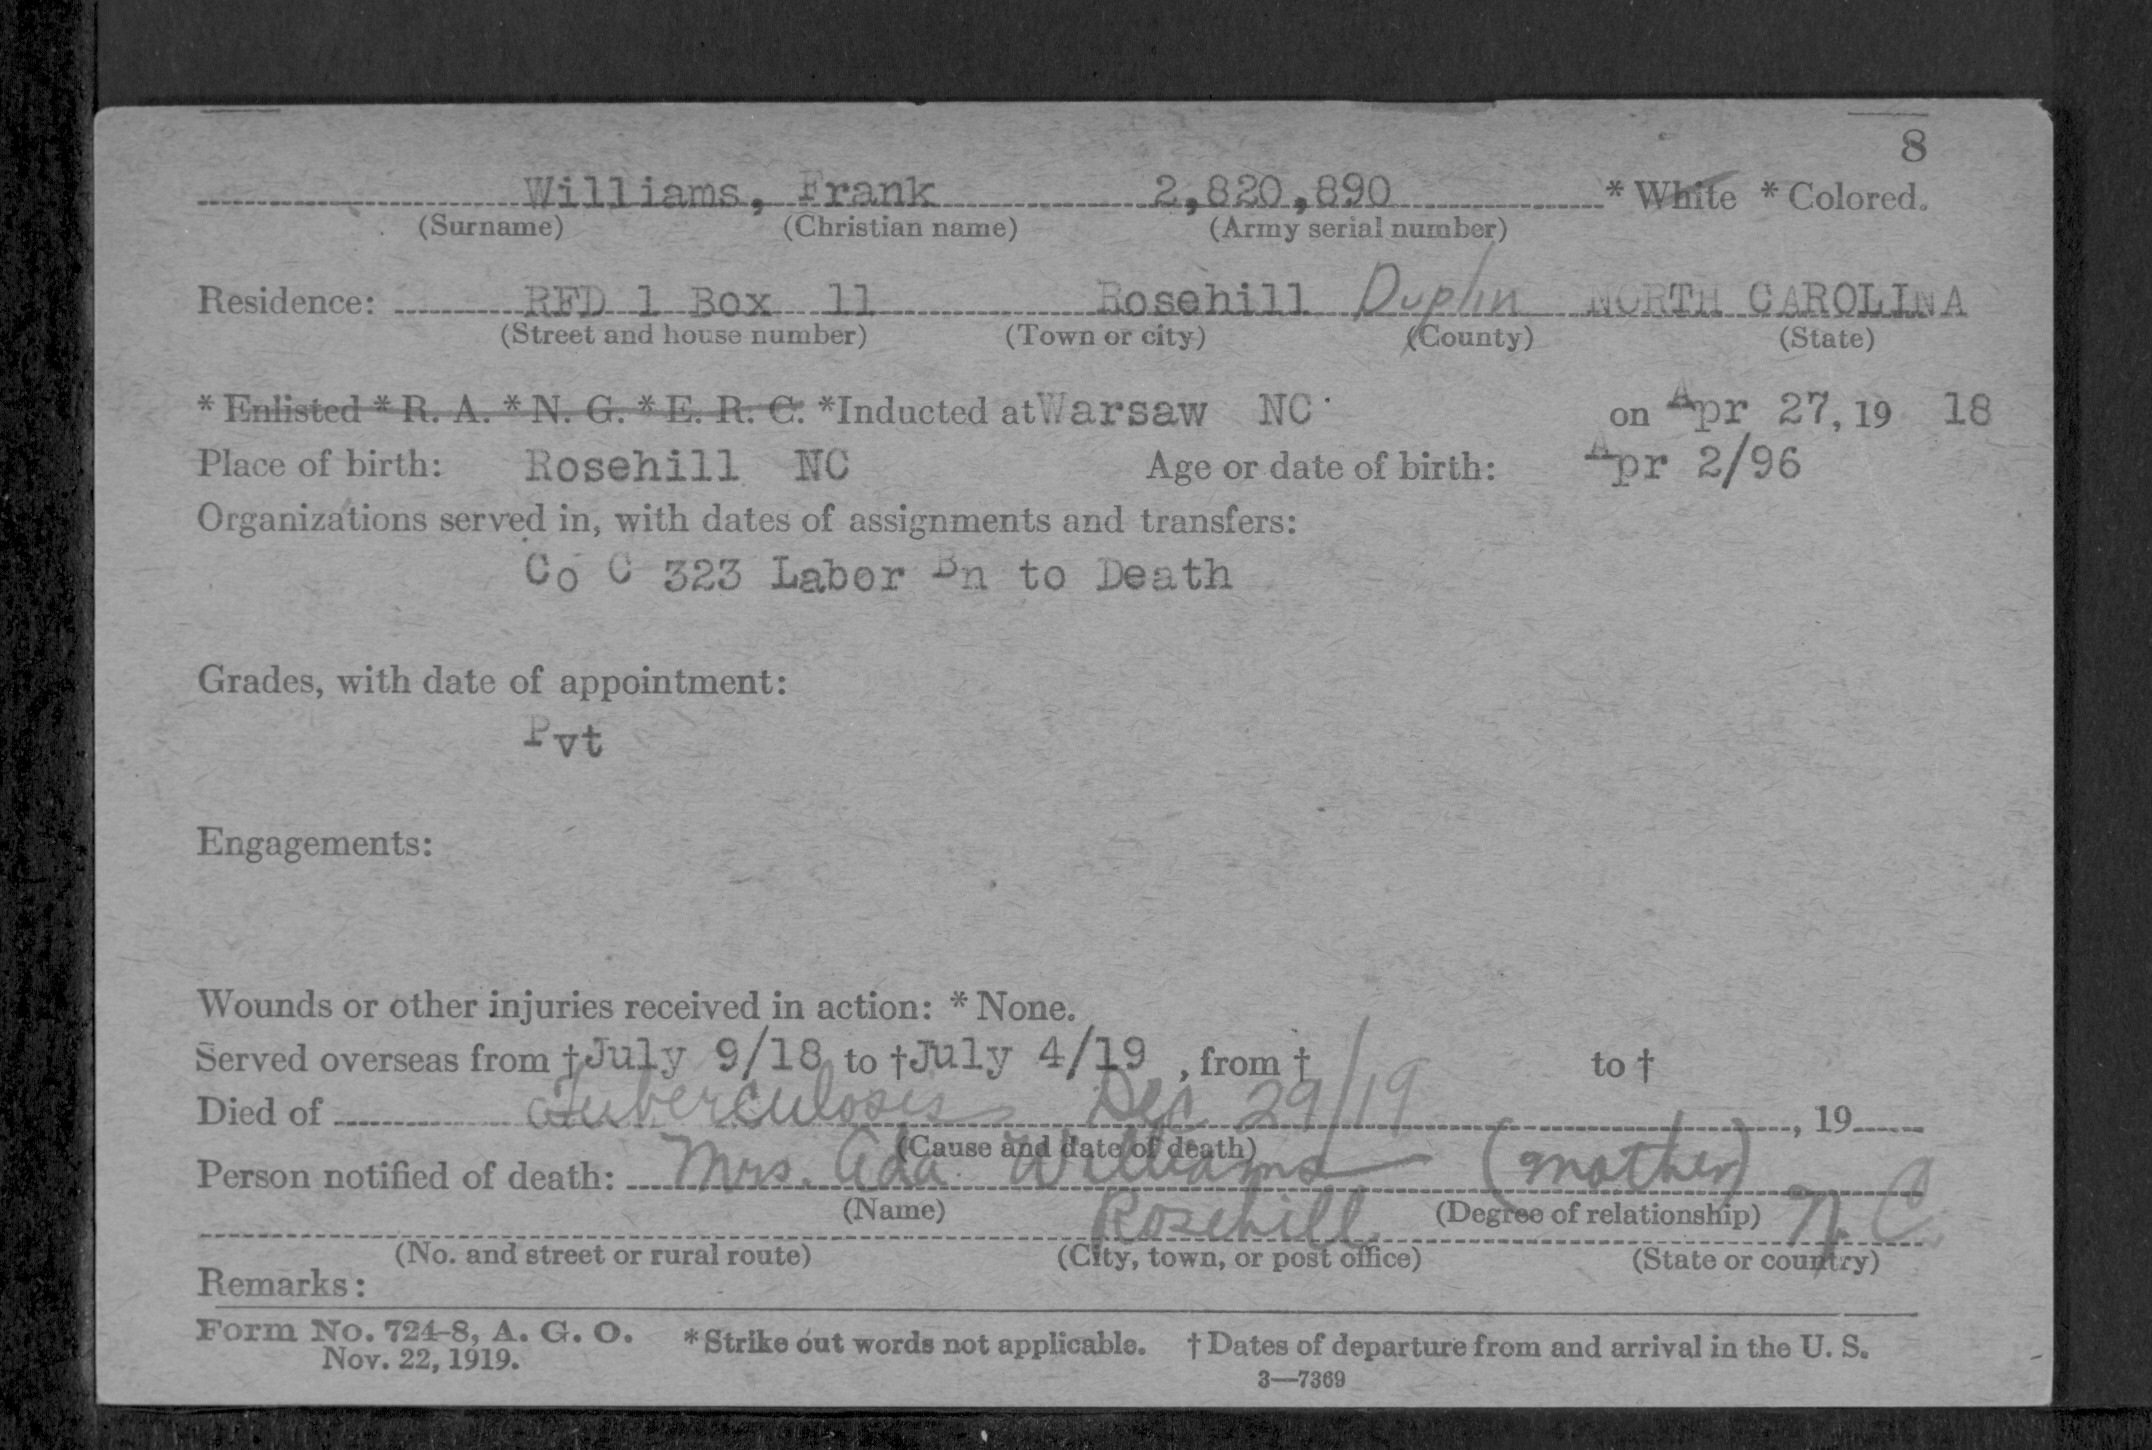 8
Williams, Frank 2,820,890 * White * Colored.
(Surname) (Christian name) (Army serial number)
Residence: RFD 1 Box 11 Rosehill Duplin NORTH CAROLINA
(Street and house number) (Town or city) (County) (State)
* Enlisted * R. A. * N. G. * E. R. C. *Inducted at Warsaw NC on Apr 27, 19 18
Place of birth: Rosehill NC Age or date of birth: Apr 2/96
Organizations served in, with dates of assignments and transfers:
Co C 323 Labor Bn to Death
Grades, with date of appointment:
Pvt
Engagements:
Wounds or other injuries received in action: * None.
Served overseas from †July 9/18 to †July 4/19, from † to †
Died of Tuberculosis Dec 29/19, 19
(Cause and date of death)
Person notified of death: Mrs. Ada Williams (mother)
(Name) (Degree of relationship)
Rosehill N.C.
(No. and street or rural route) (City, town, or post office) (State or country)
Remarks:
Form No. 724-8, A. G. O. *Strike out words not applicable. † Dates of departure from and arrival in the U. S.
Nov. 22, 1919.
3—7369